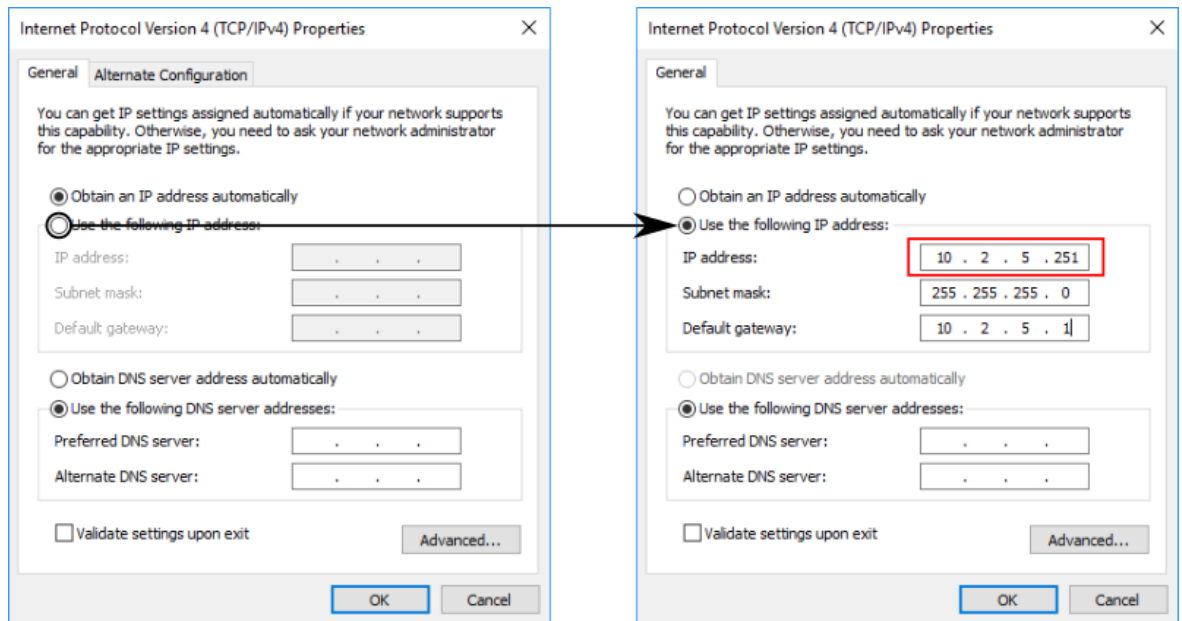 Internet Protocol Version 4 (TCP/IPv4) Properties
General Alternate Configuration
You can get IP settings assigned automatically if your network supports
this capability. Otherwise, you need to ask your network administrator
for the appropriate IP settings.
Obtain an IP address automatically
Use the following IP address:
IP address: . . .
Subnet mask: . . .
Default gateway: . . .
Obtain DNS server address automatically
Use the following DNS server addresses:
Preferred DNS server: . . .
Alternate DNS server: . . .
Validate settings upon exit
Advanced...
OK Cancel
Internet Protocol Version 4 (TCP/IPv4) Properties
General
You can get IP settings assigned automatically if your network supports
this capability. Otherwise, you need to ask your network administrator
for the appropriate IP settings.
Obtain an IP address automatically
Use the following IP address:
IP address: 10 . 2 . 5 . 251
Subnet mask: 255 . 255 . 255 . 0
Default gateway: 10 . 2 . 5 . 1
Obtain DNS server address automatically
Use the following DNS server addresses:
Preferred DNS server: . . .
Alternate DNS server: . . .
Validate settings upon exit
Advanced...
OK Cancel